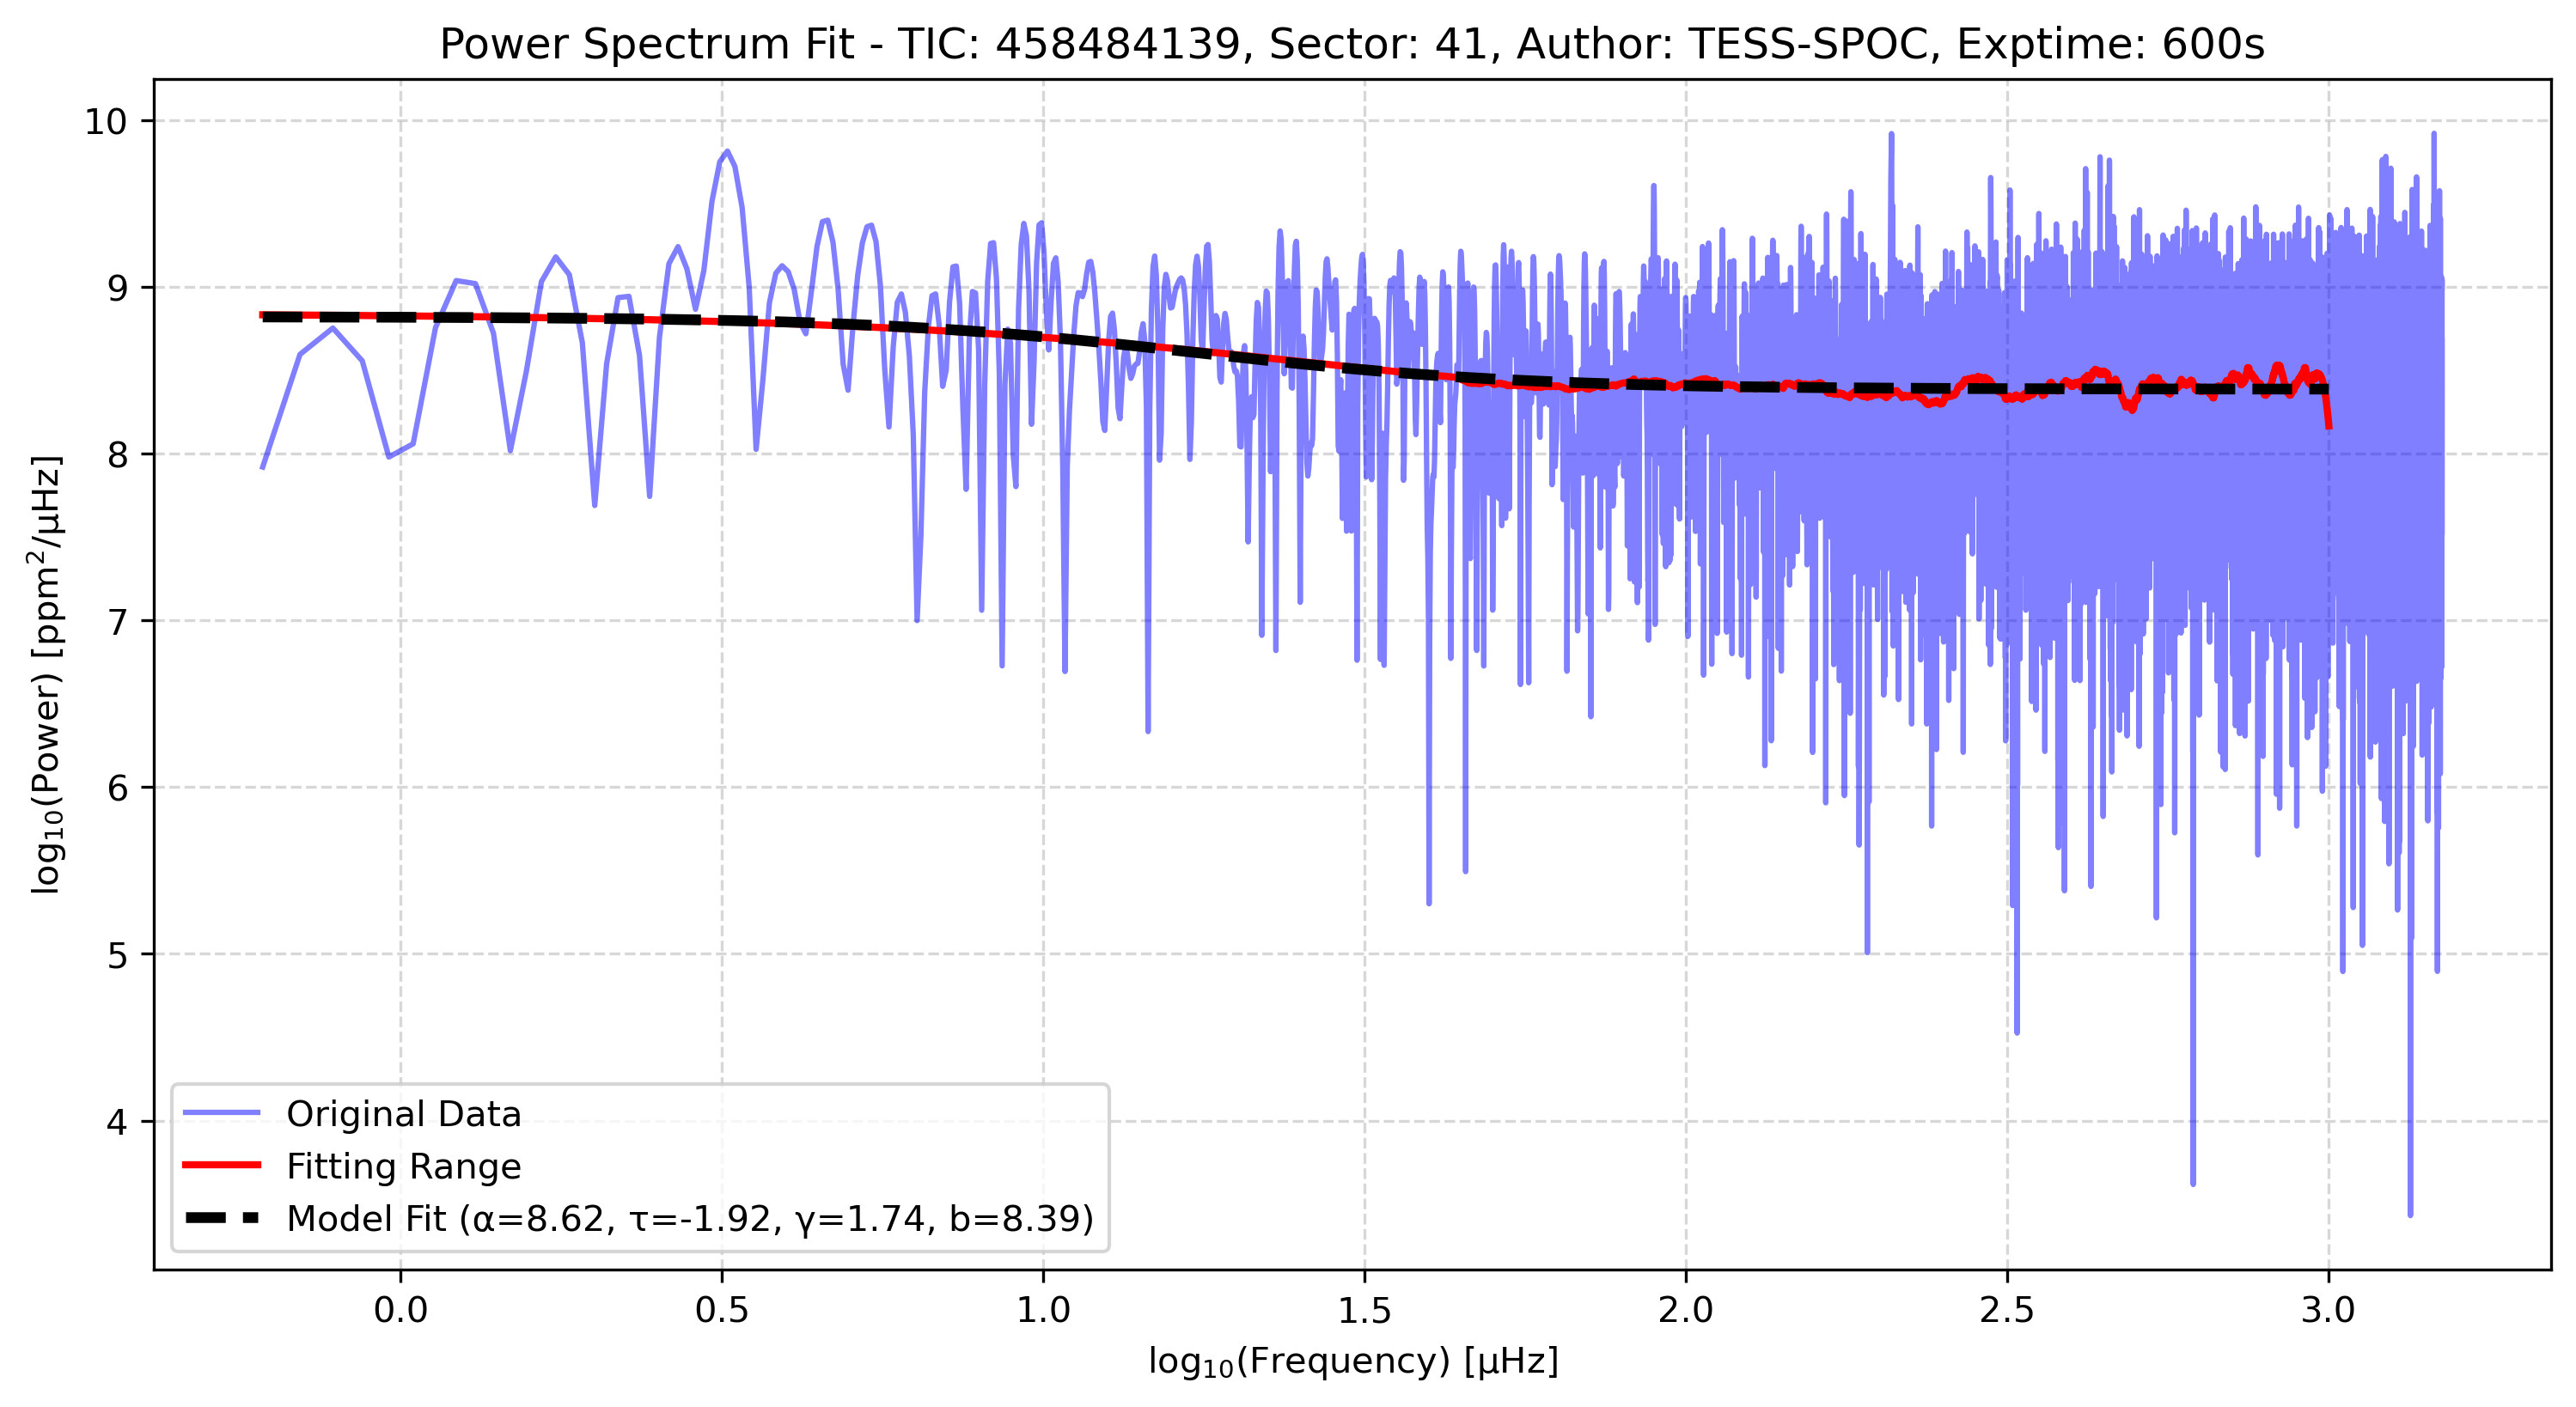 Power Spectrum Fit - TIC: 458484139, Sector: 41, Author: TESS-SPOC, Exptime: 600s
log₁₀(Power) [ppm²/μHz]
10
9
8
7
6
5
4
Original Data
Fitting Range
Model Fit (α=8.62, τ=-1.92, γ=1.74, b=8.39)
0.0 0.5 1.0 1.5 2.0 2.5 3.0
log₁₀(Frequency) [μHz]